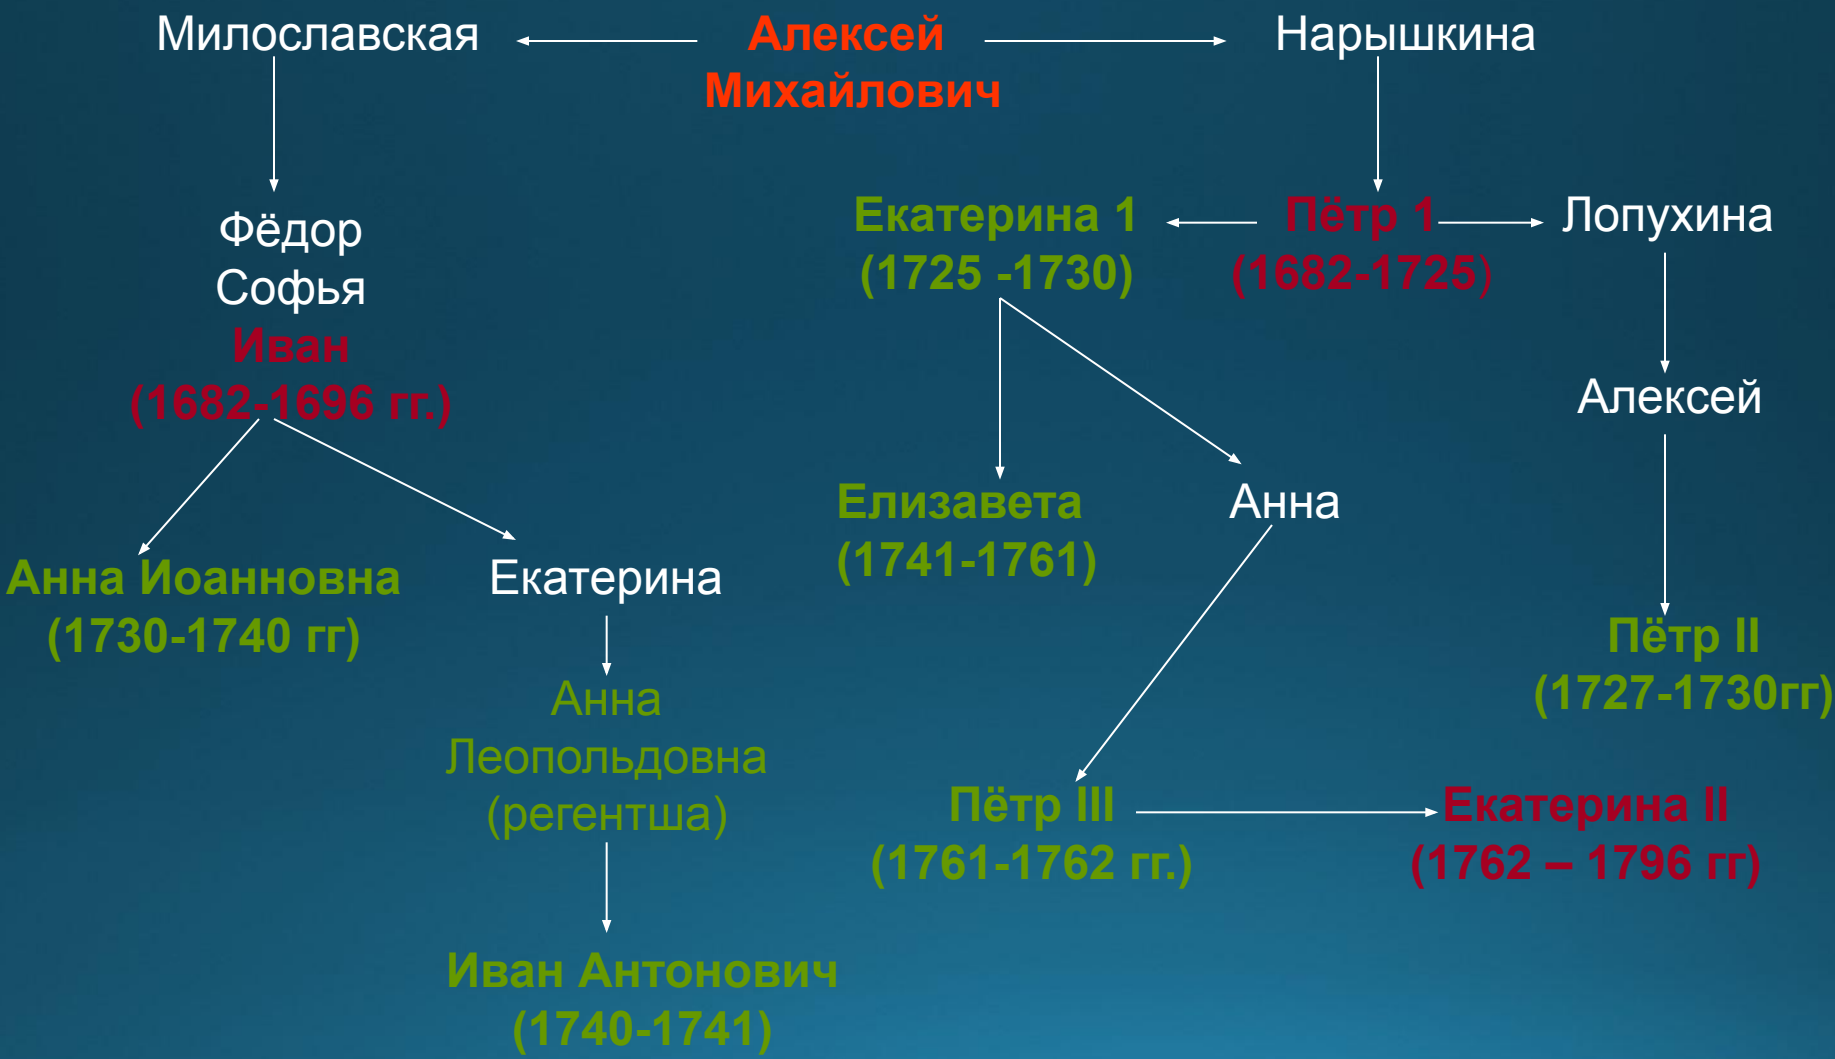 Милославская
Алексей
Михайлович
Нарышкина
Фёдор
Софья
Иван
(1682-1696 гг.)
Екатерина 1
(1725 -1730)
Пётр 1
(1682-1725)
Лопухина
Алексей
Елизавета
(1741-1761)
Анна
Анна Иоанновна
(1730-1740 гг)
Екатерина
Анна
Леопольдовна
(регентша)
Пётр II
(1727-1730гг)
Пётр III
(1761-1762 гг.)
Екатерина II
(1762 – 1796 гг)
Иван Антонович
(1740-1741)